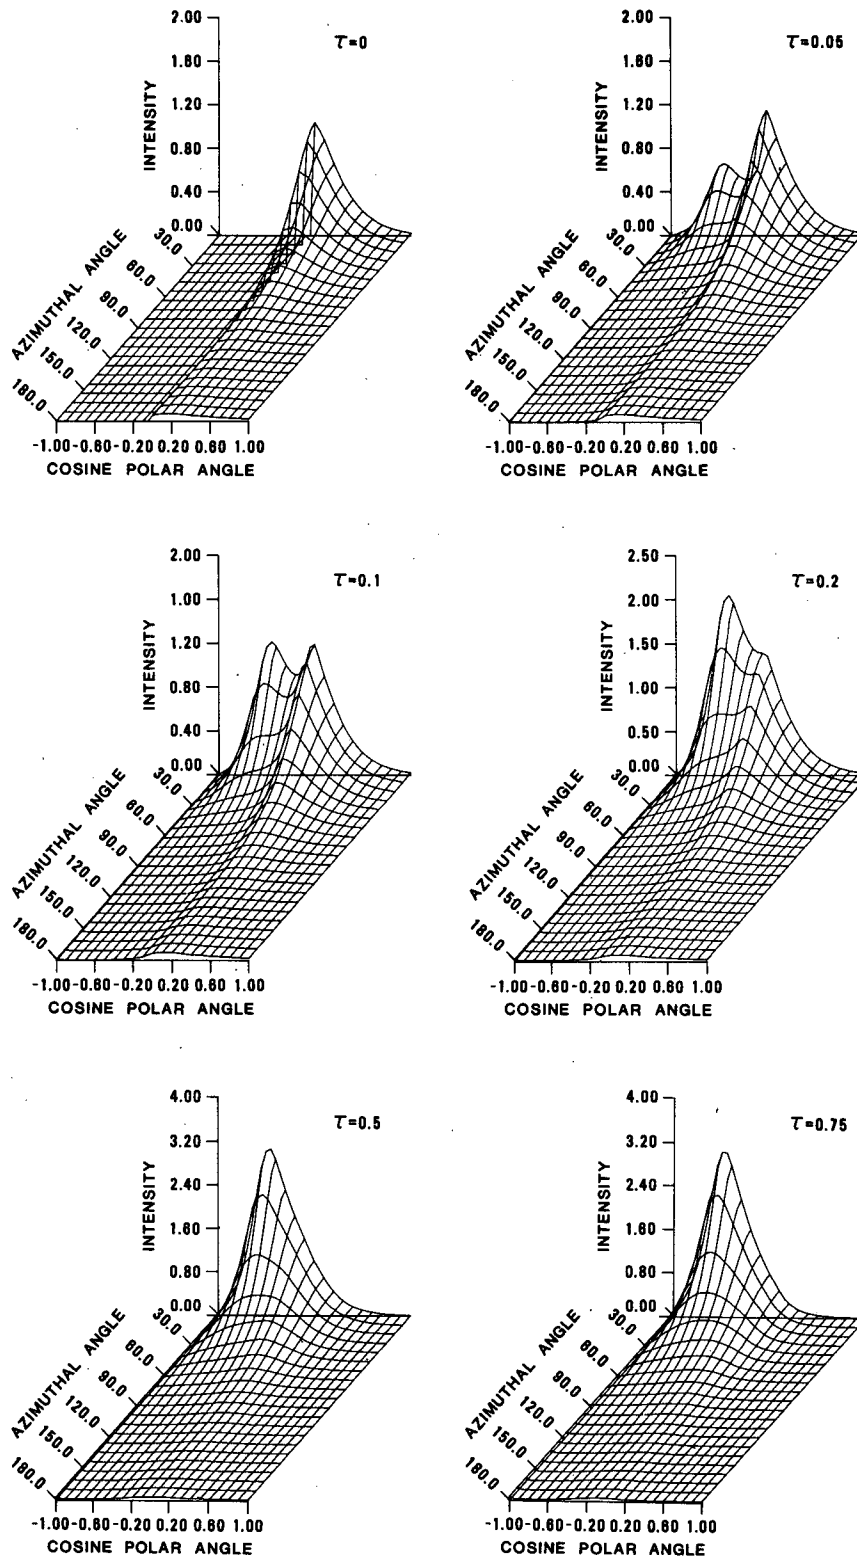 2.00
1.60
1.20
0.80
0.40
0.00
INTENSITY
τ=0
30.0
60.0
90.0
120.0
150.0
180.0
AZIMUTHAL ANGLE
-1.00 -0.60 -0.20 0.20 0.60 1.00
COSINE POLAR ANGLE
2.00
1.60
1.20
0.80
0.40
0.00
INTENSITY
τ=0.05
30.0
60.0
90.0
120.0
150.0
180.0
AZIMUTHAL ANGLE
-1.00 -0.60 -0.20 0.20 0.60 1.00
COSINE POLAR ANGLE
2.00
1.60
1.20
0.80
0.40
0.00
INTENSITY
τ=0.1
30.0
60.0
90.0
120.0
150.0
180.0
AZIMUTHAL ANGLE
-1.00 -0.60 -0.20 0.20 0.60 1.00
COSINE POLAR ANGLE
2.50
2.00
1.50
1.00
0.50
0.00
INTENSITY
τ=0.2
30.0
60.0
90.0
120.0
150.0
180.0
AZIMUTHAL ANGLE
-1.00 -0.60 -0.20 0.20 0.60 1.00
COSINE POLAR ANGLE
4.00
3.20
2.40
1.60
0.80
0.00
INTENSITY
τ=0.5
30.0
60.0
90.0
120.0
150.0
180.0
AZIMUTHAL ANGLE
-1.00 -0.60 -0.20 0.20 0.60 1.00
COSINE POLAR ANGLE
4.00
3.20
2.40
1.60
0.80
0.00
INTENSITY
τ=0.75
30.0
60.0
90.0
120.0
150.0
180.0
AZIMUTHAL ANGLE
-1.00 -0.60 -0.20 0.20 0.60 1.00
COSINE POLAR ANGLE